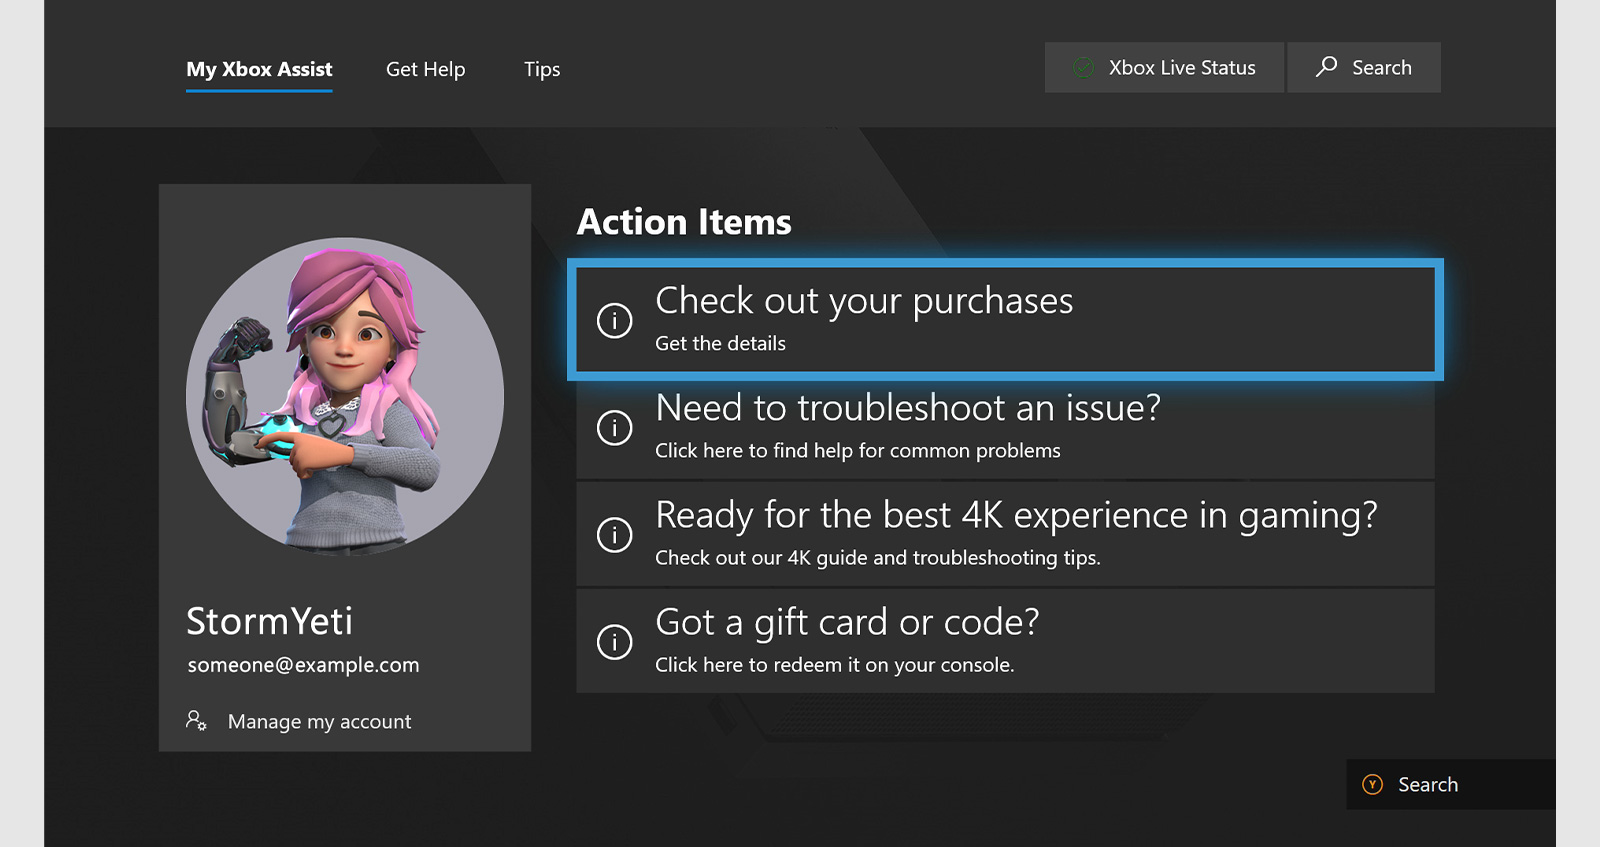 My Xbox Assist
Get Help
Tips
Xbox Live Status
Search
Action Items
Check out your purchases
Get the details
Need to troubleshoot an issue?
Click here to find help for common problems
Ready for the best 4K experience in gaming?
Check out our 4K guide and troubleshooting tips.
Got a gift card or code?
Click here to redeem it on your console.
StormYeti
someone@example.com
Manage my account
Y Search